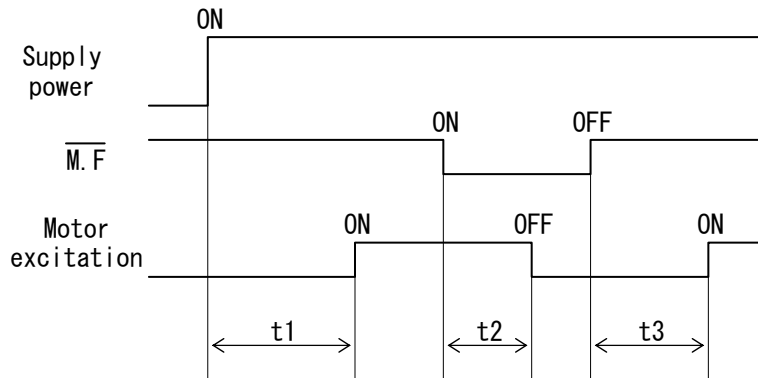 ON
Supply
power
ON
OFF
M.F
Motor
excitation
ON
OFF
ON
t1
t2
t3